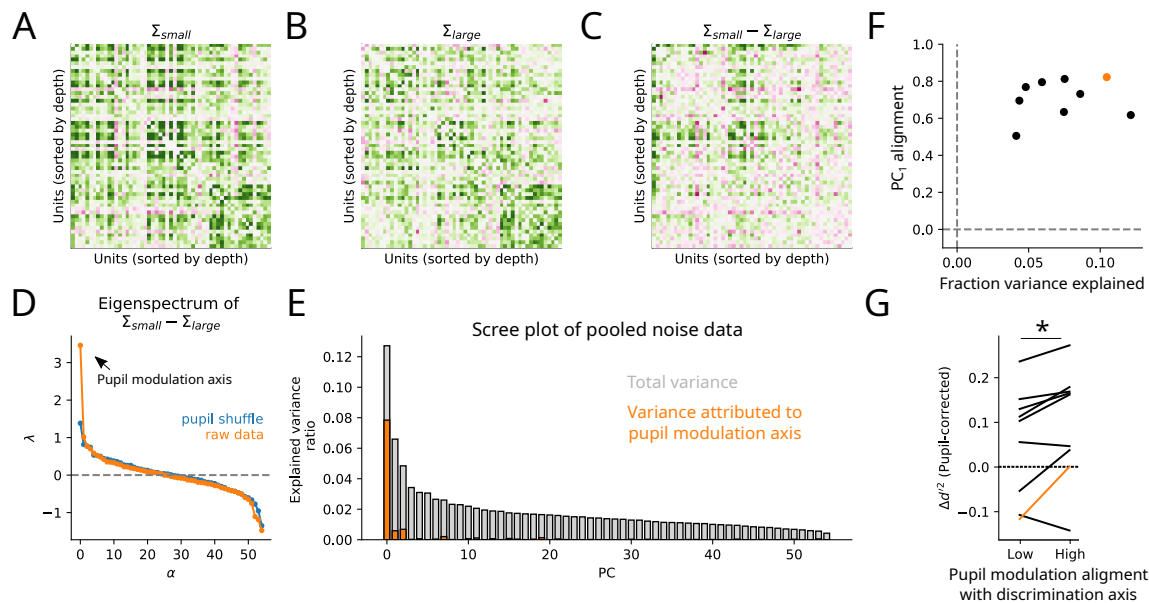 A
Σsmall
Units (sorted by depth)
Units (sorted by depth)
B
Σlarge
Units (sorted by depth)
Units (sorted by depth)
C
Σsmall − Σlarge
Units (sorted by depth)
Units (sorted by depth)
F
1.0
0.8
0.6
0.4
0.2
0.0
PC1 alignment
0.00
0.05
0.10
Fraction variance explained
D
Eigenspectrum of
Σsmall − Σlarge
3
2
1
0
−1
λ
Pupil modulation axis
pupil shuffle
raw data
0
10
20
30
40
50
α
E
Scree plot of pooled noise data
0.12
0.10
0.08
0.06
0.04
0.02
0.00
Explained variance
ratio
Total variance
Variance attributed to
pupil modulation axis
0
10
20
30
40
50
PC
G
*
0.2
0.1
0.0
−0.1
Δd′² (Pupil-corrected)
Low
High
Pupil modulation aligment
with discrimination axis